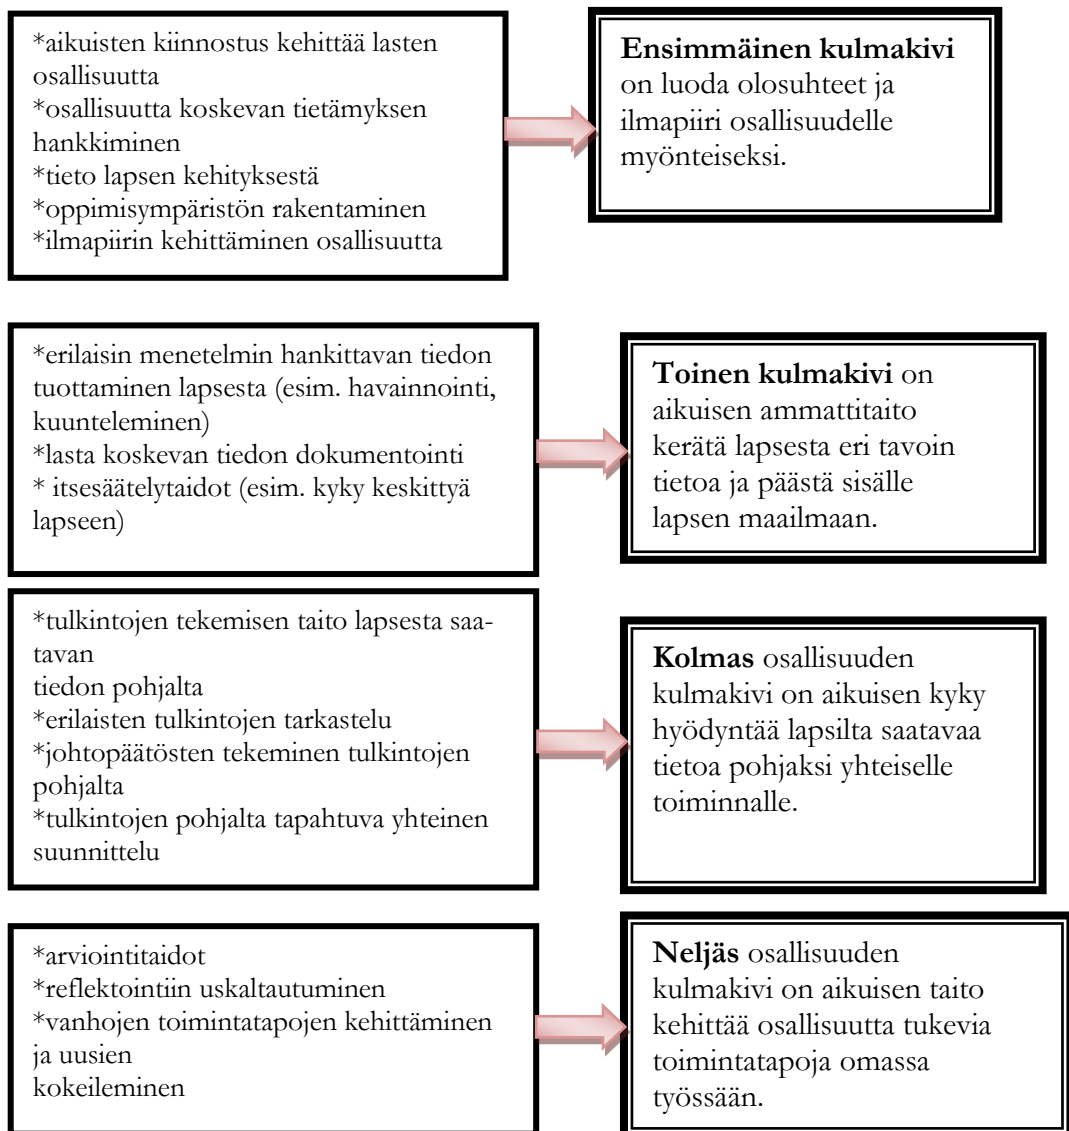 *aikuisten kiinnostus kehittää lasten
osallisuutta
*osallisuutta koskevan tietämyksen
hankkiminen
*tieto lapsen kehityksestä
*oppimisympäristön rakentaminen
*ilmapiirin kehittäminen osallisuutta
Ensimmäinen kulmakivi
on luoda olosuhteet ja
ilmapiiri osallisuudelle
myönteiseksi.
*erilaisin menetelmin hankittavan tiedon
tuottaminen lapsesta (esim. havainnointi,
kuunteleminen)
*lasta koskevan tiedon dokumentointi
* itsesäätelytaidot (esim. kyky keskittyä
lapseen)
Toinen kulmakivi on
aikuisen ammattitaito
kerätä lapsesta eri tavoin
tietoa ja päästä sisälle
lapsen maailmaan.
*tulkintojen tekemisen taito lapsesta saa-
tavan
tiedon pohjalta
*erilaisten tulkintojen tarkastelu
*johtopäätösten tekeminen tulkintojen
pohjalta
*tulkintojen pohjalta tapahtuva yhteinen
suunnittelu
Kolmas osallisuuden
kulmakivi on aikuisen kyky
hyödyntää lapsilta saatavaa
tietoa pohjaksi yhteiselle
toiminnalle.
*arviointitaidot
*reflektointiin uskaltautuminen
*vanhojen toimintatapojen kehittäminen
ja uusien
kokeileminen
Neljäs osallisuuden
kulmakivi on aikuisen taito
kehittää osallisuutta tukevia
toimintatapoja omassa
työssään.